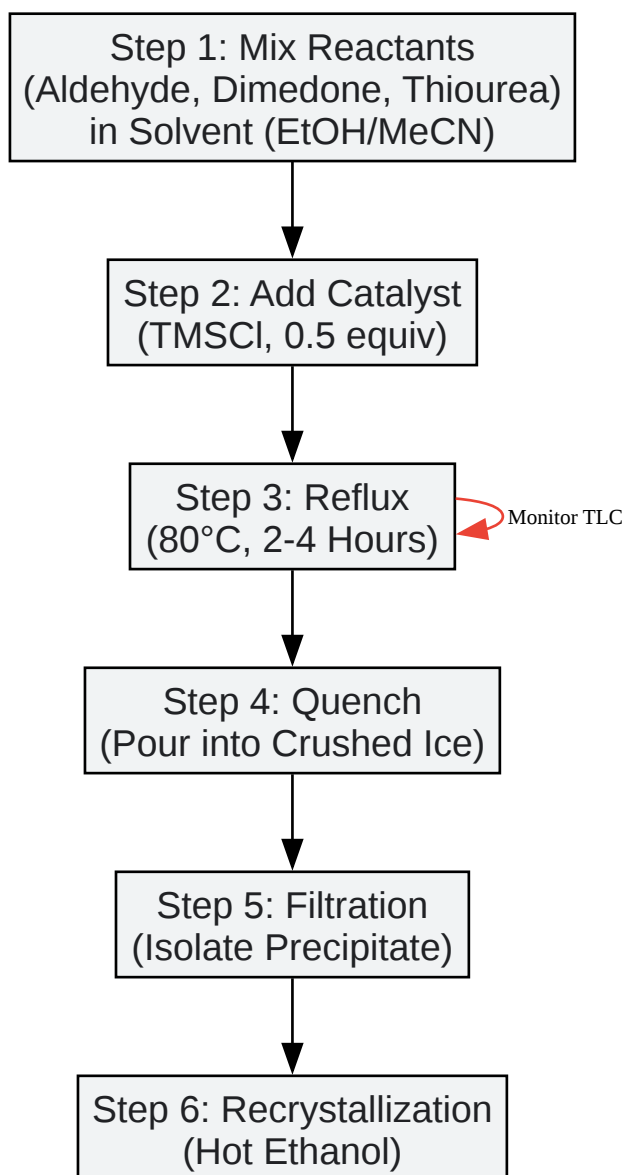 Step 1: Mix Reactants
(Aldehyde, Dimedone, Thiourea)
in Solvent (EtOH/MeCN)
Step 2: Add Catalyst
(TMSCl, 0.5 equiv)
Step 3: Reflux
(80°C, 2-4 Hours)
Monitor TLC
Step 4: Quench
(Pour into Crushed Ice)
Step 5: Filtration
(Isolate Precipitate)
Step 6: Recrystallization
(Hot Ethanol)